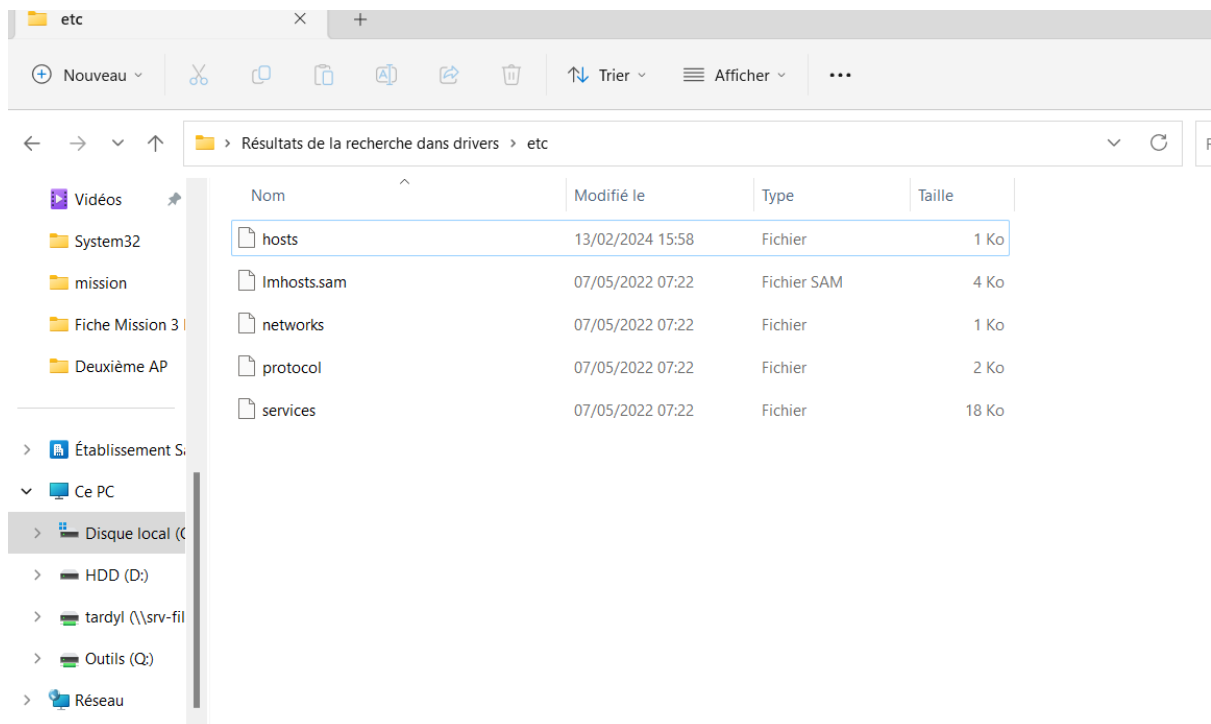 etc
Nouveau
Trier
Afficher
Résultats de la recherche dans drivers > etc
Vidéos
System32
mission
Fiche Mission 3
Deuxième AP
Établissement
Ce PC
Disque local
HDD (D:)
tardyl (\\srv-fil
Outils (Q:)
Réseau
Nom Modifié le Type Taille
hosts 13/02/2024 15:58 Fichier 1 Ko
lmhosts.sam 07/05/2022 07:22 Fichier SAM 4 Ko
networks 07/05/2022 07:22 Fichier 1 Ko
protocol 07/05/2022 07:22 Fichier 2 Ko
services 07/05/2022 07:22 Fichier 18 Ko